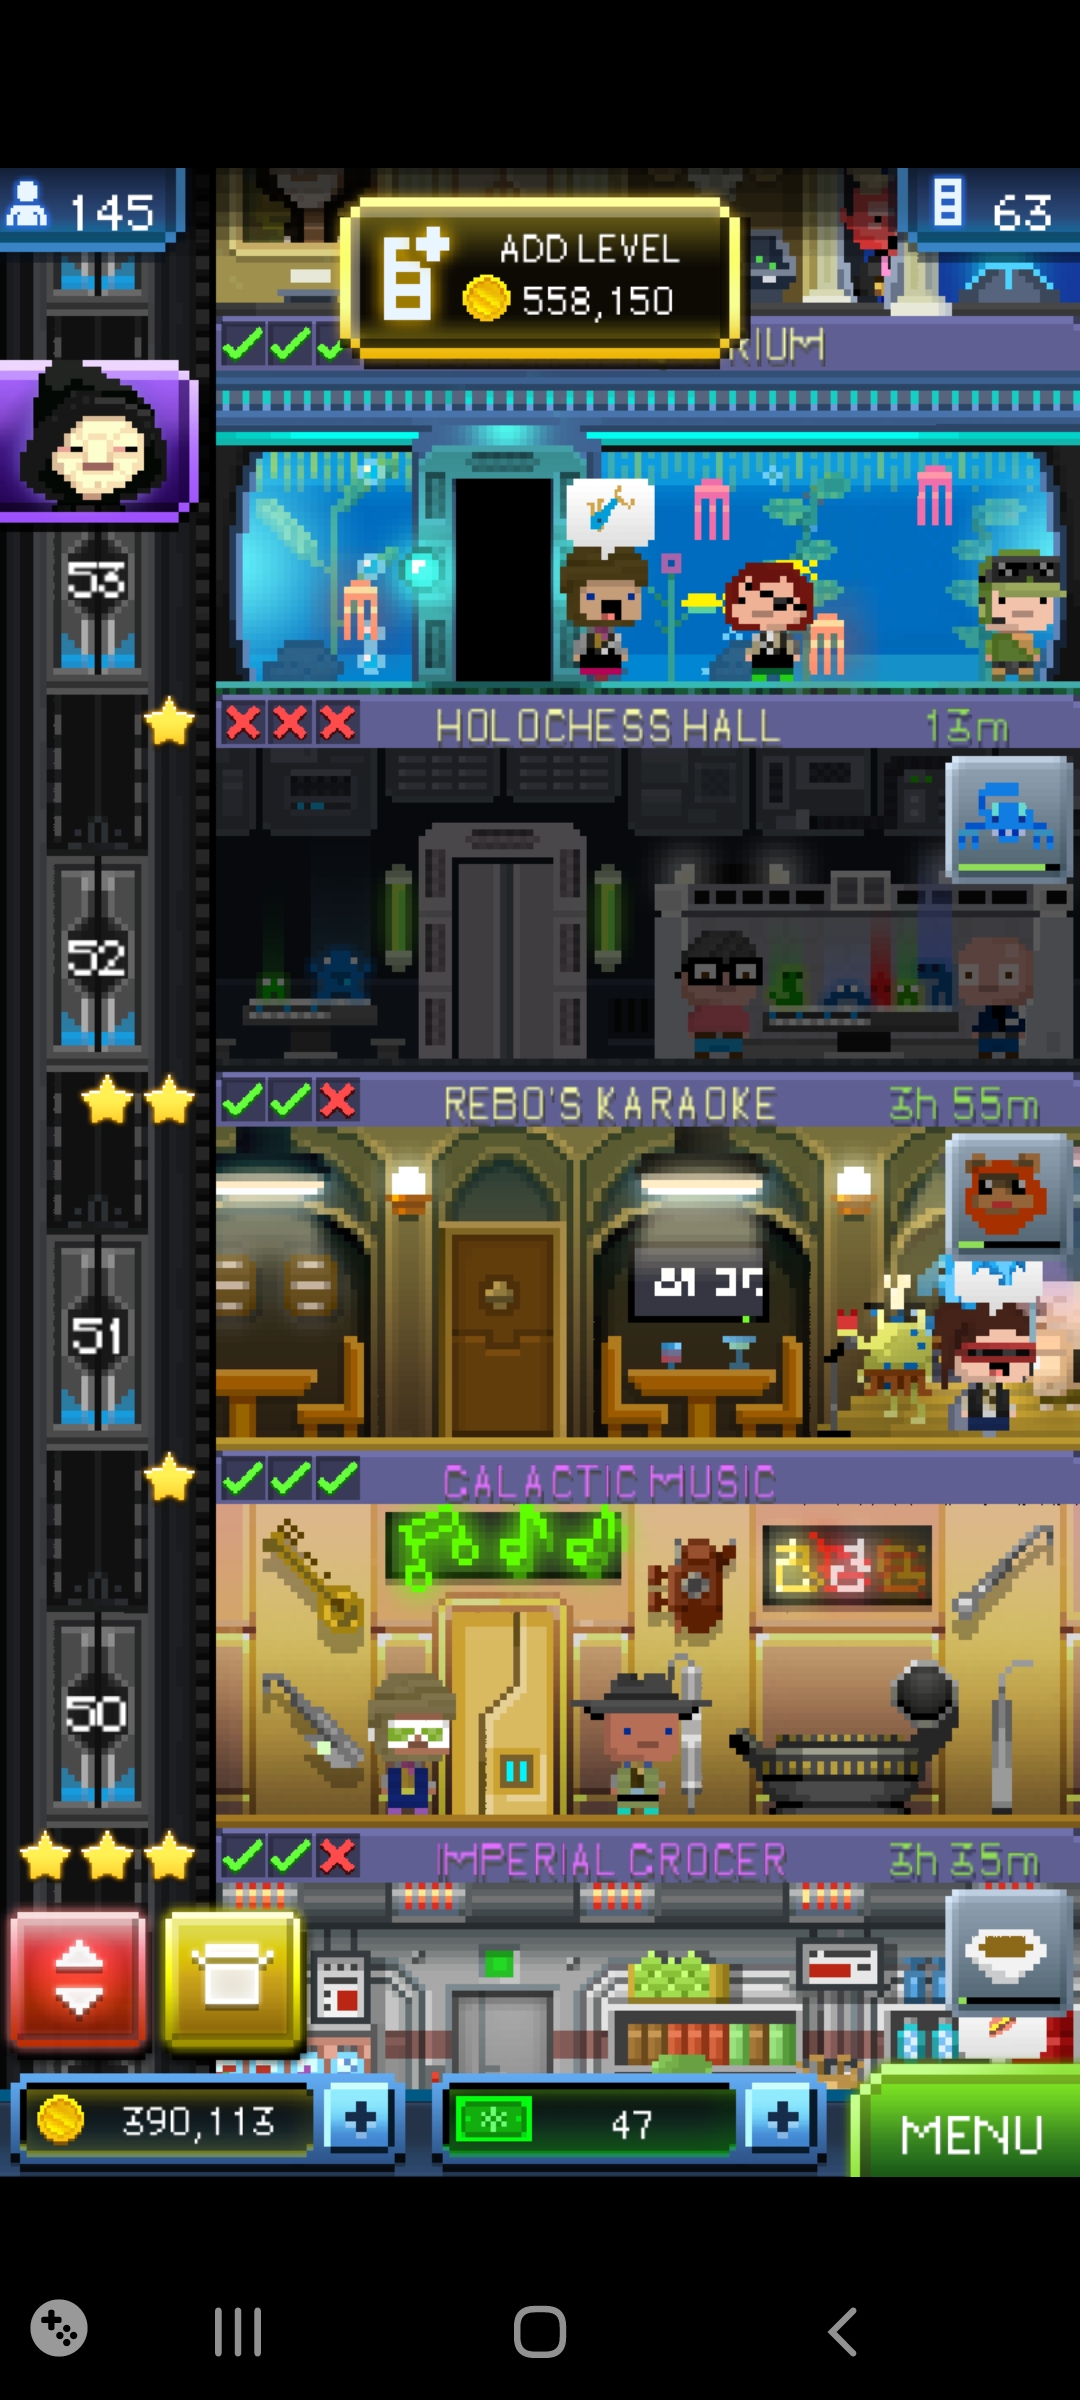 145
63
ADD LEVEL
558,150
RIUM
53
HOLOCHESS HALL 13m
52
REBO'S KARAOKE 3h 55m
51
GALACTIC MUSIC
50
IMPERIAL GROCER 3h 35m
390,113
47
MENU